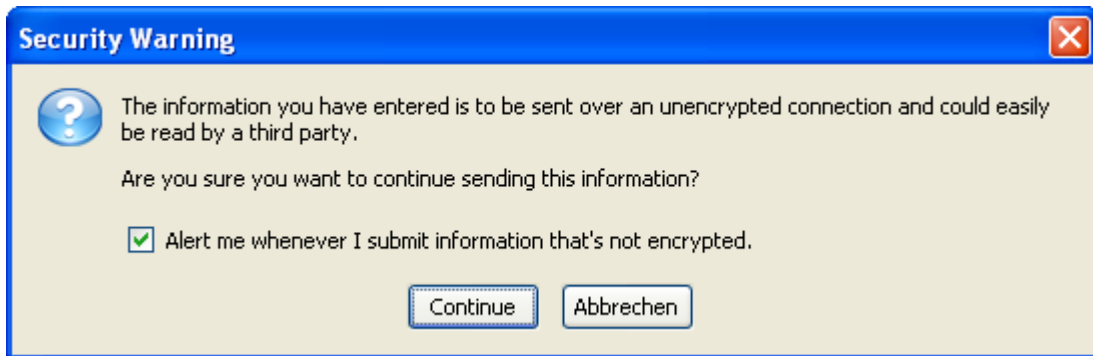 Security Warning
The information you have entered is to be sent over an unencrypted connection and could easily
be read by a third party.
Are you sure you want to continue sending this information?
Alert me whenever I submit information that's not encrypted.
Continue Abbrechen